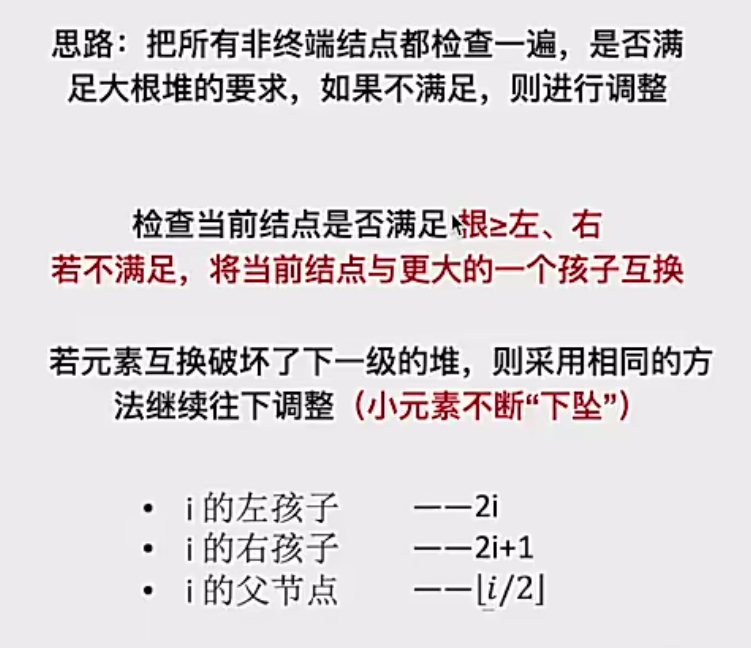 思路：把所有非终端结点都检查一遍，是否满
足大根堆的要求，如果不满足，则进行调整
检查当前结点是否满足 根≥左、右
若不满足，将当前结点与更大的一个孩子互换
若元素互换破坏了下一级的堆，则采用相同的方
法继续往下调整（小元素不断“下坠”）
• i 的左孩子 ——2i
• i 的右孩子 ——2i+1
• i 的父节点 ——⌊i/2⌋